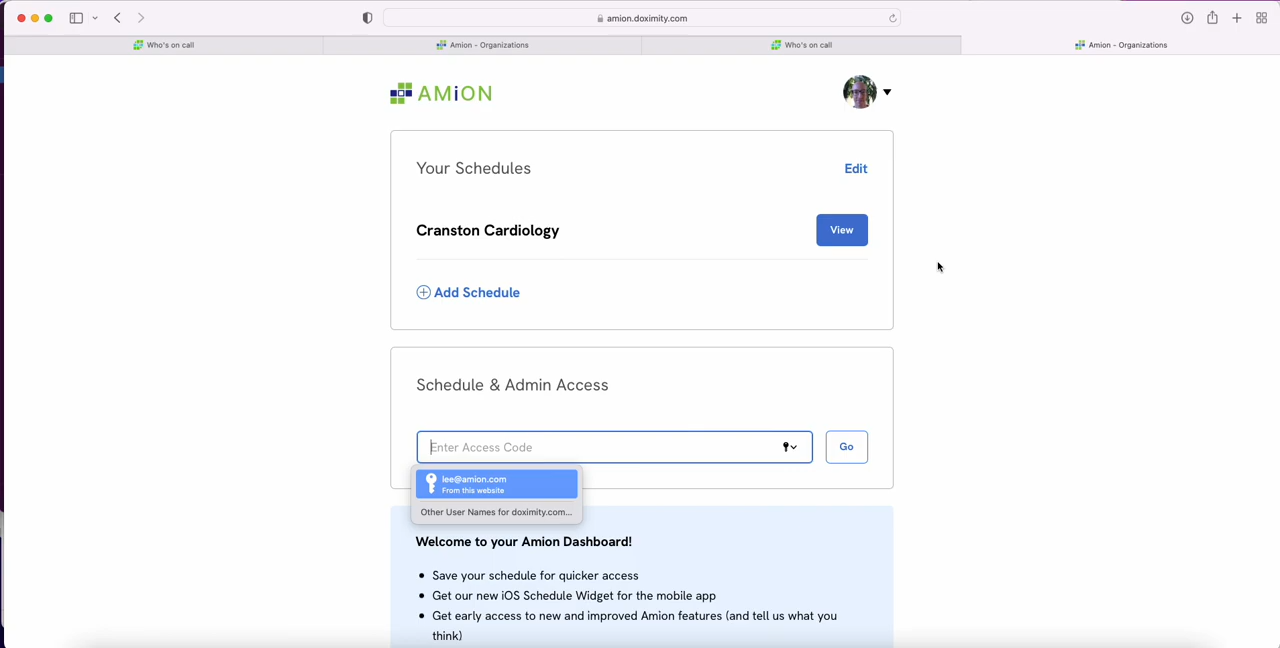 amion.doximity.com
Who's on call
Amion - Organizations
Who's on call
Amion - Organizations
AMiON
Your Schedules
Edit
Cranston Cardiology
View
Add Schedule
Schedule & Admin Access
Enter Access Code
Go
lee@amion.com
From this website
Other User Names for doximity.com...
Welcome to your Amion Dashboard!
• Save your schedule for quicker access
• Get our new iOS Schedule Widget for the mobile app
• Get early access to new and improved Amion features (and tell us what you
think)